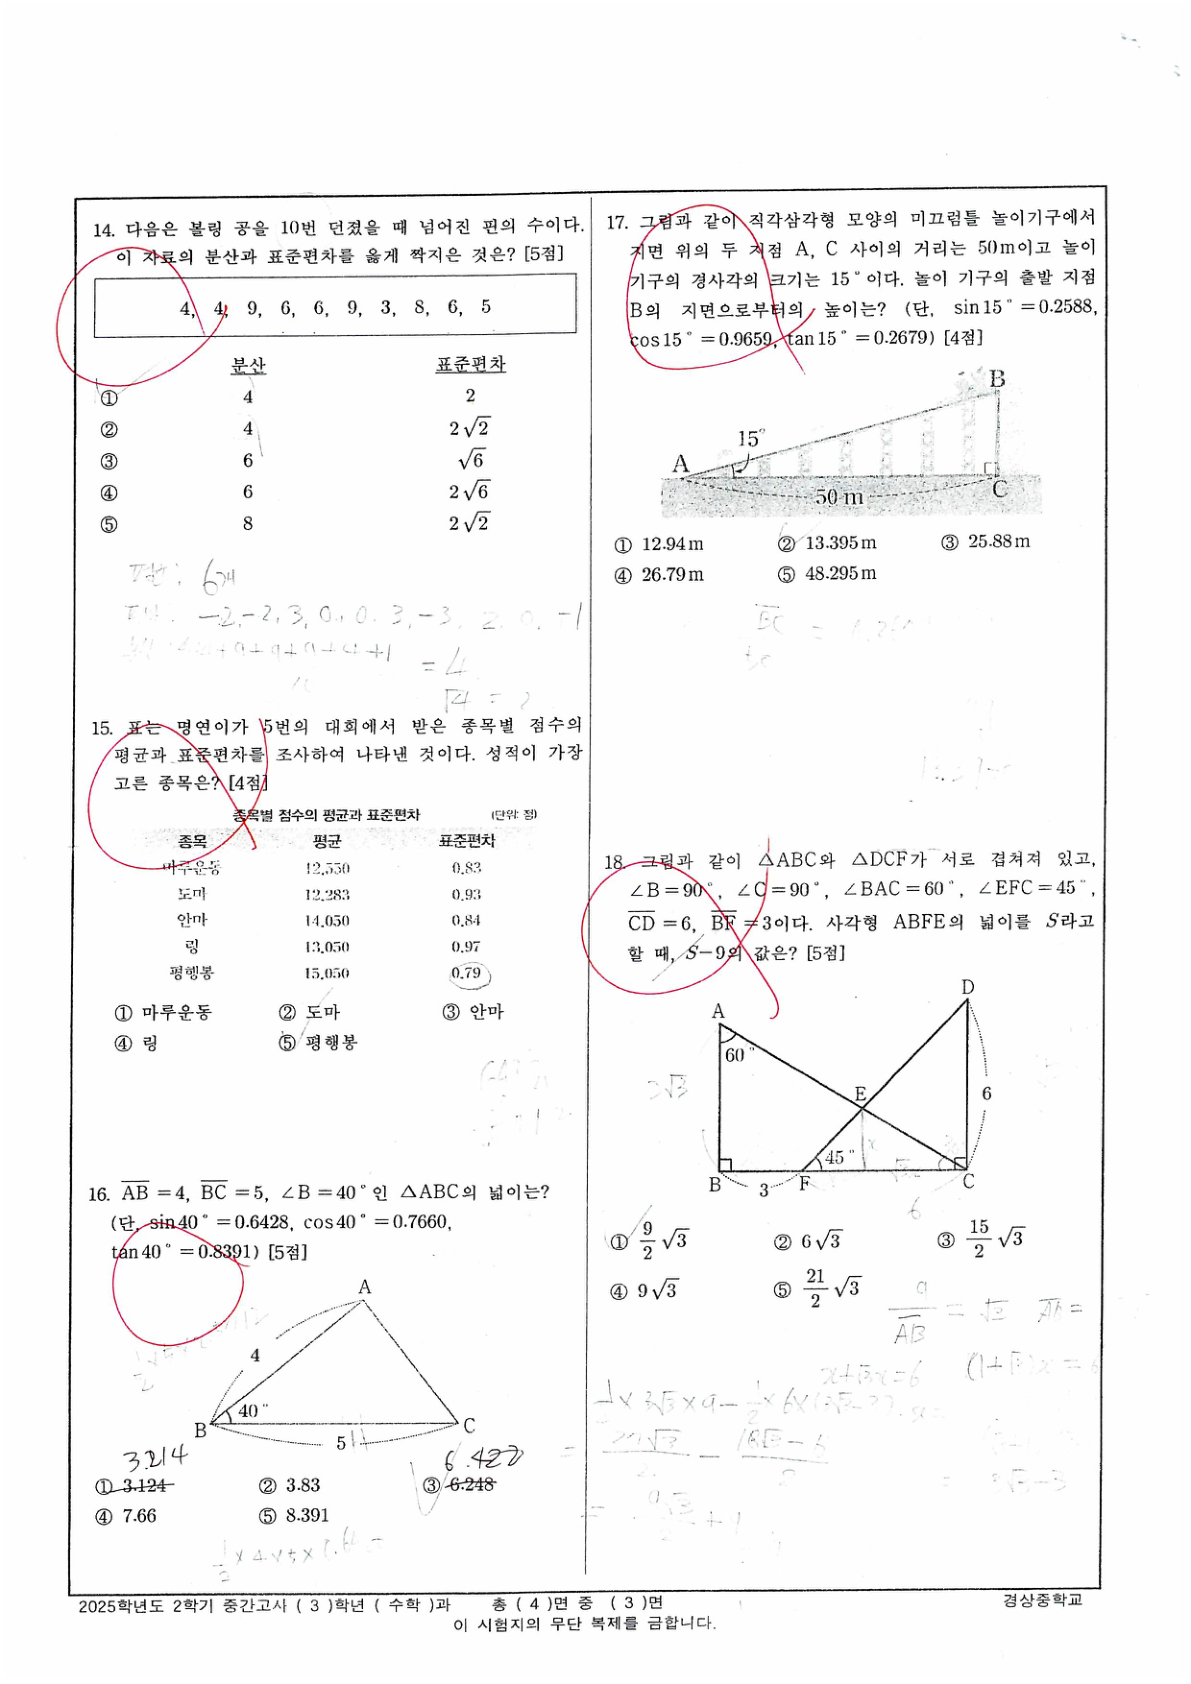 14. 다음은 볼링 공을 10번 던졌을 때 넘어진 핀의 수이다.
이 자료의 분산과 표준편차를 옳게 짝지은 것은? [5점]
4, 4, 9, 6, 6, 9, 3, 8, 6, 5
분산 표준편차
① 4 2
② 4 2√2
③ 6 √6
④ 6 2√6
⑤ 8 2√2
6개
-2, -2, 3, 0, 0, 3, -3, 2, 0, -1
= 4
√4 = 2
15. 표는 명연이가 5번의 대회에서 받은 종목별 점수의
평균과 표준편차를 조사하여 나타낸 것이다. 성적이 가장
고른 종목은? [4점]
종목별 점수의 평균과 표준편차 (단위: 점)
종목 평균 표준편차
마루운동 12.550 0.83
도마 12.283 0.93
안마 14.050 0.84
링 13.050 0.97
평행봉 15.050 0.79
① 마루운동 ② 도마 ③ 안마
④ 링 ⑤ 평행봉
16. AB = 4, BC = 5, ∠B = 40°인 △ABC의 넓이는?
(단, sin40° = 0.6428, cos40° = 0.7660,
tan40° = 0.8391) [5점]
A
4
40°
B
5
C
3.214 6.428
① 3.124 ② 3.83 ③ 6.248
④ 7.66 ⑤ 8.391
17. 그림과 같이 직각삼각형 모양의 미끄럼틀 놀이기구에서
지면 위의 두 지점 A, C 사이의 거리는 50m이고 놀이
기구의 경사각의 크기는 15°이다. 놀이 기구의 출발 지점
B의 지면으로부터의 높이는? (단, sin15° = 0.2588,
cos15° = 0.9659, tan15° = 0.2679) [4점]
B
15°
A
50 m
C
① 12.94m ② 13.395m ③ 25.88m
④ 26.79m ⑤ 48.295m
18. 그림과 같이 △ABC와 △DCF가 서로 겹쳐져 있고,
∠B = 90°, ∠C = 90°, ∠BAC = 60°, ∠EFC = 45°,
CD = 6, BF = 3이다. 사각형 ABFE의 넓이를 S라고
할 때, S-9의 값은? [5점]
D
A
60°
3√3
E
6
45°
B 3 F C
6
① 9/2 √3 ② 6√3 ③ 15/2 √3
④ 9√3 ⑤ 21/2 √3
9/AB = √3 AB =
x+√3x=6
2025학년도 2학기 중간고사 ( 3 )학년 ( 수학 )과 총 ( 4 )면 중 ( 3 )면 경상중학교
이 시험지의 무단 복제를 금합니다.